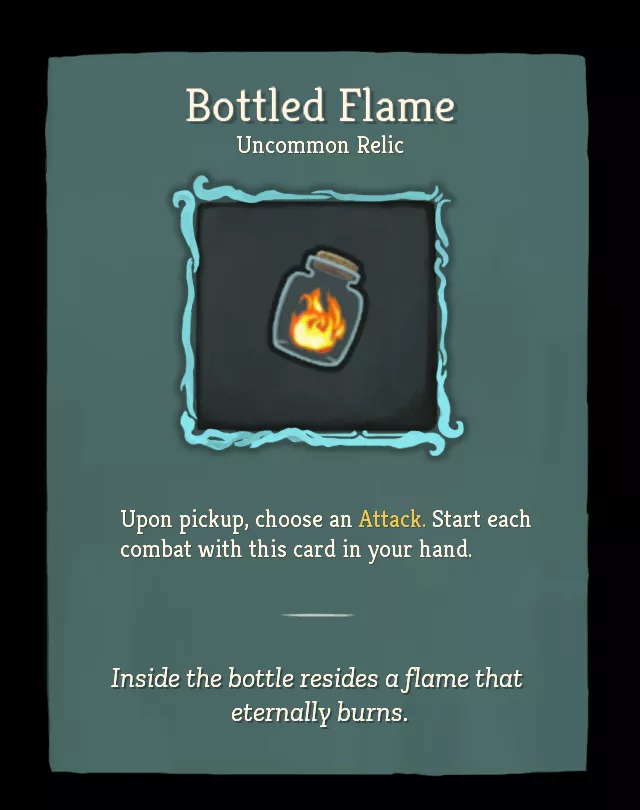 Bottled Flame
Uncommon Relic
Upon pickup, choose an Attack. Start each
combat with this card in your hand.
Inside the bottle resides a flame that
eternally burns.